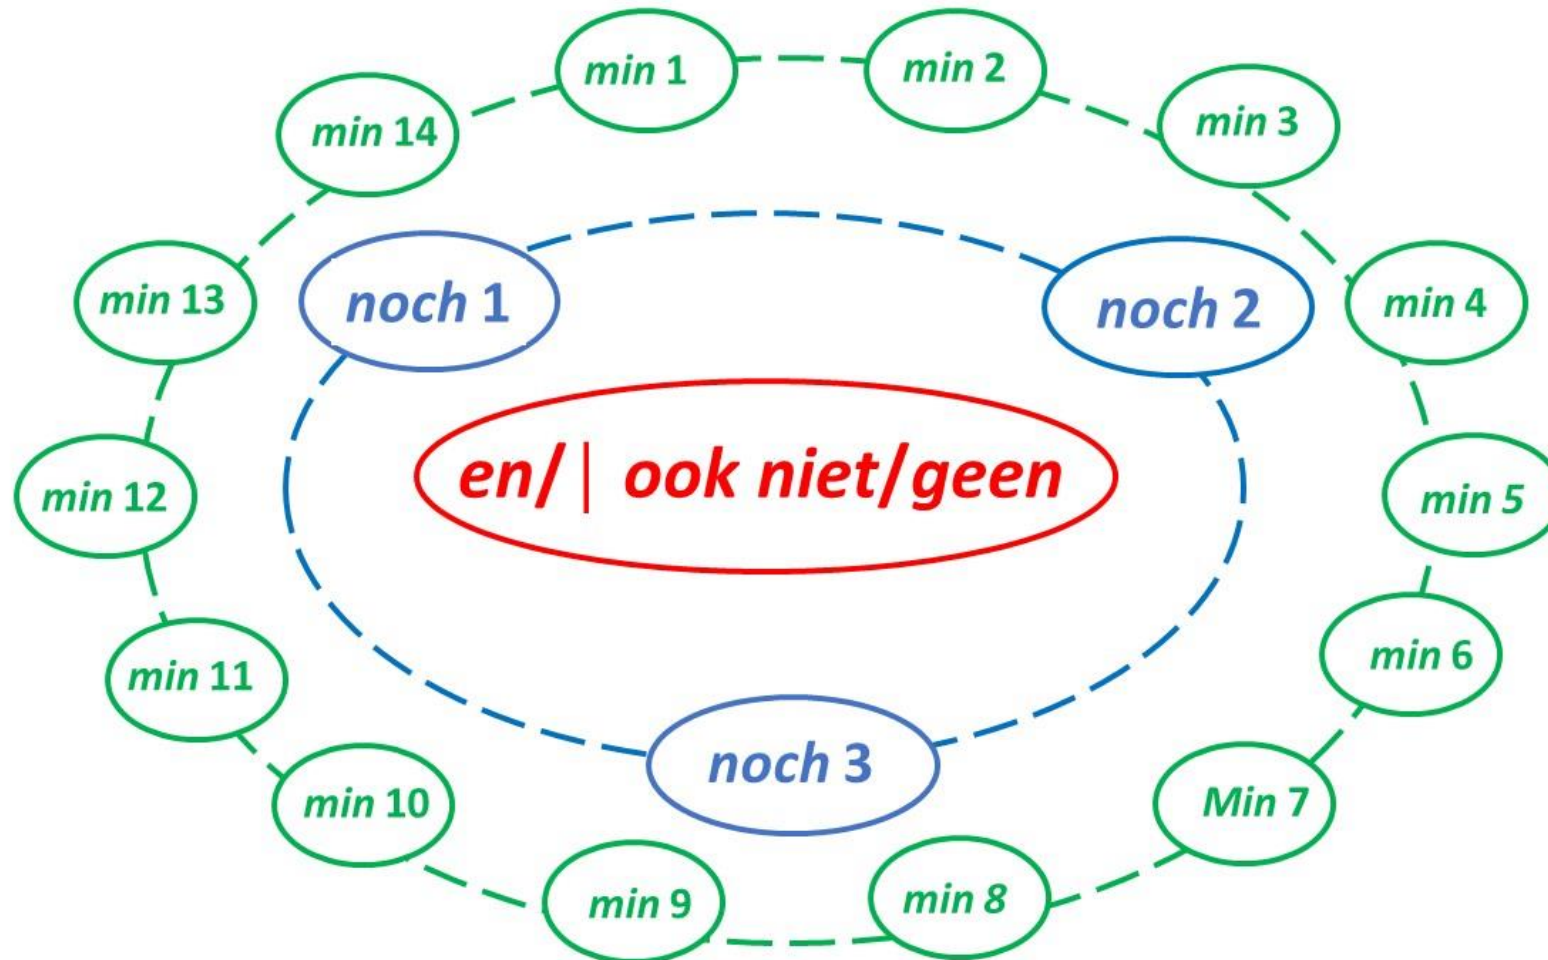 min 1
min 2
min 3
min 14
min 13
noch 1
noch 2
min 4
en/| ook niet/geen
min 12
min 5
min 11
min 6
noch 3
min 10
Min 7
min 9
min 8